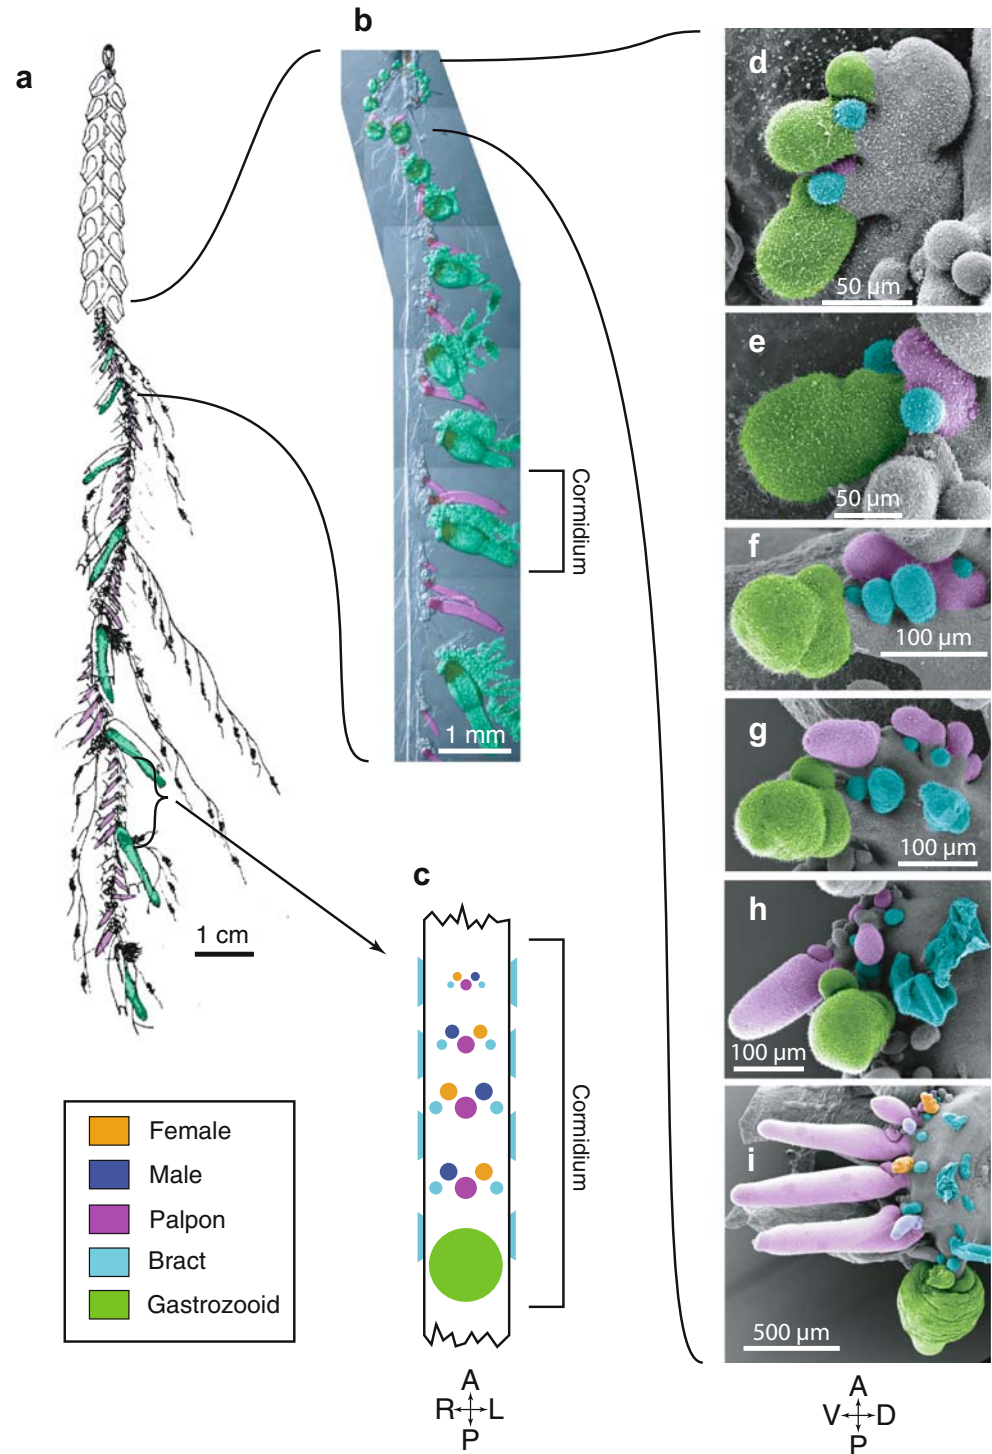 a
1 cm
b
Cormidium
1 mm
c
Cormidium
A
R L
P
Female
Male
Palpon
Bract
Gastrozooid
d
50 µm
e
50 µm
f
100 µm
g
100 µm
h
100 µm
i
500 µm
A
V D
P